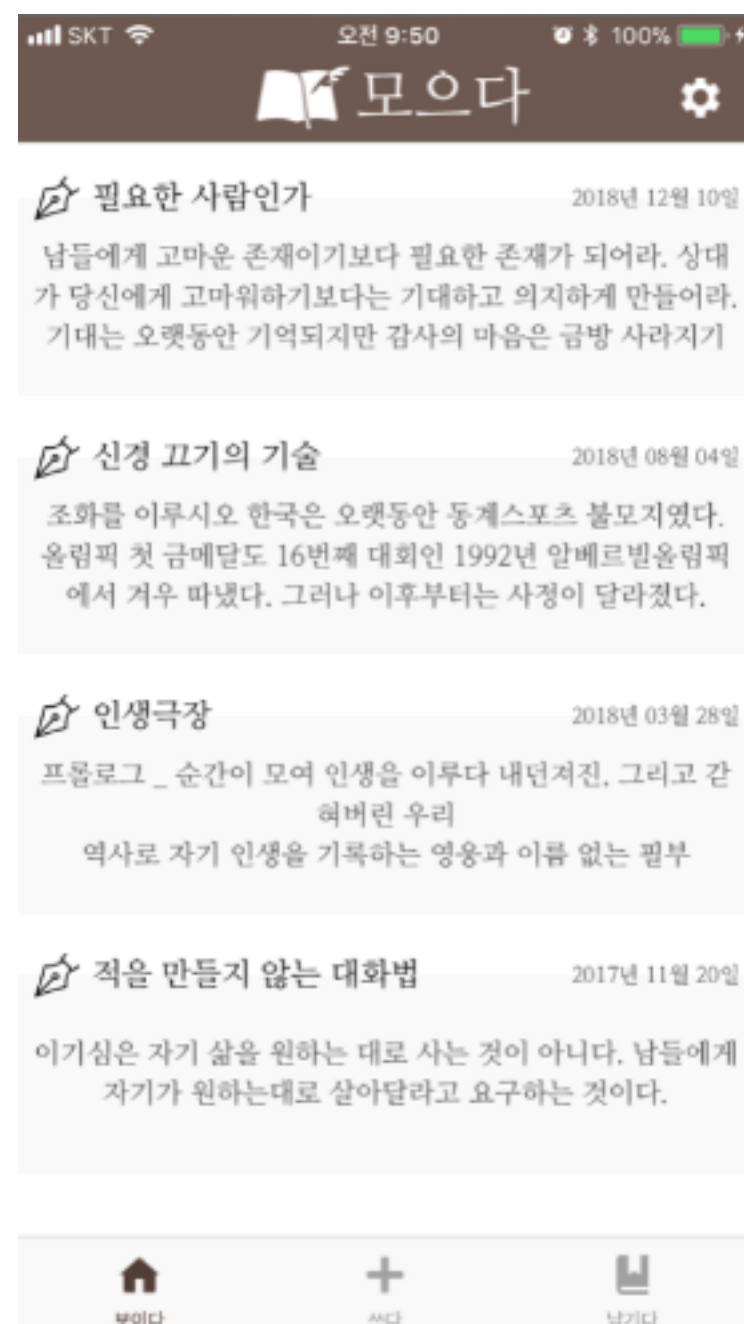 SKT 오전 9:50 100%
모으다
필요한 사람인가 2018년 12월 10일
남들에게 고마운 존재이기보다 필요한 존재가 되어라. 상대
가 당신에게 고마워하기보다는 기대하고 의지하게 만들어라.
기대는 오랫동안 기억되지만 감사의 마음은 금방 사라지기
신경 끄기의 기술 2018년 08월 04일
조화를 이루시오 한국은 오랫동안 동계스포츠 불모지였다.
올림픽 첫 금메달도 16번째 대회인 1992년 알베르빌올림픽
에서 겨우 따냈다. 그러나 이후부터는 사정이 달라졌다.
인생극장 2018년 03월 28일
프롤로그 _ 순간이 모여 인생을 이루다 내던져진, 그리고 갇
혀버린 우리
역사로 자기 인생을 기록하는 영웅과 이름 없는 필부
적을 만들지 않는 대화법 2017년 11월 20일
이기심은 자기 삶을 원하는 대로 사는 것이 아니다. 남들에게
자기가 원하는대로 살아달라고 요구하는 것이다.
쓰다 남기다